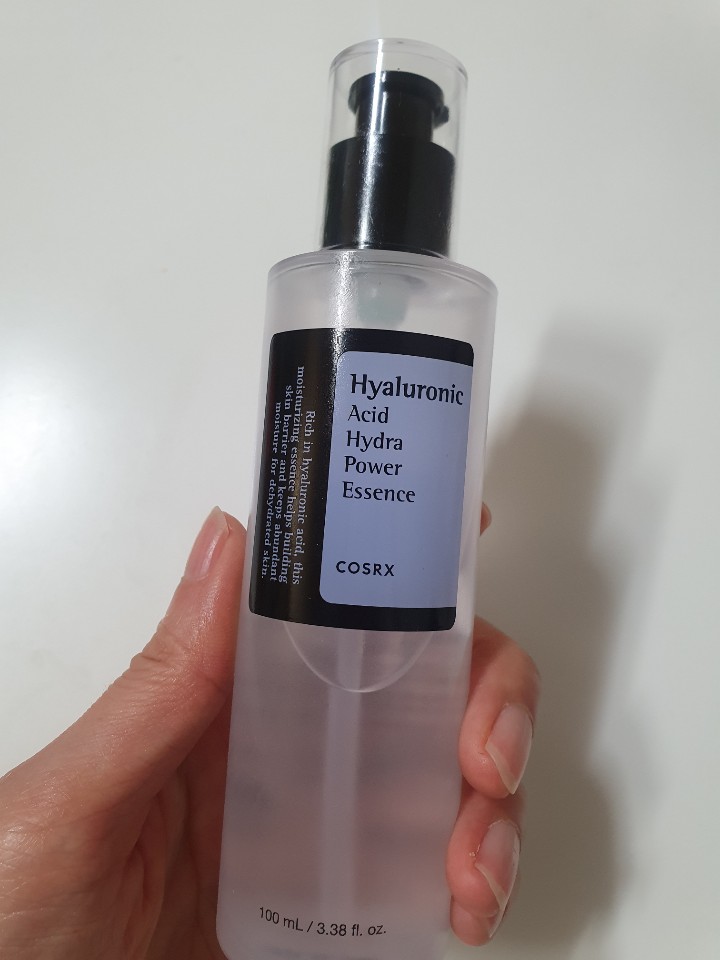 Hyaluronic
Acid
Hydra
Power
Essence
COSRX
Rich in hyaluronic acid, this
moisturizing essence helps building
skin barrier and keeps abundant
moisture for dehydrated skin.
100 mL / 3.38 fl. oz.